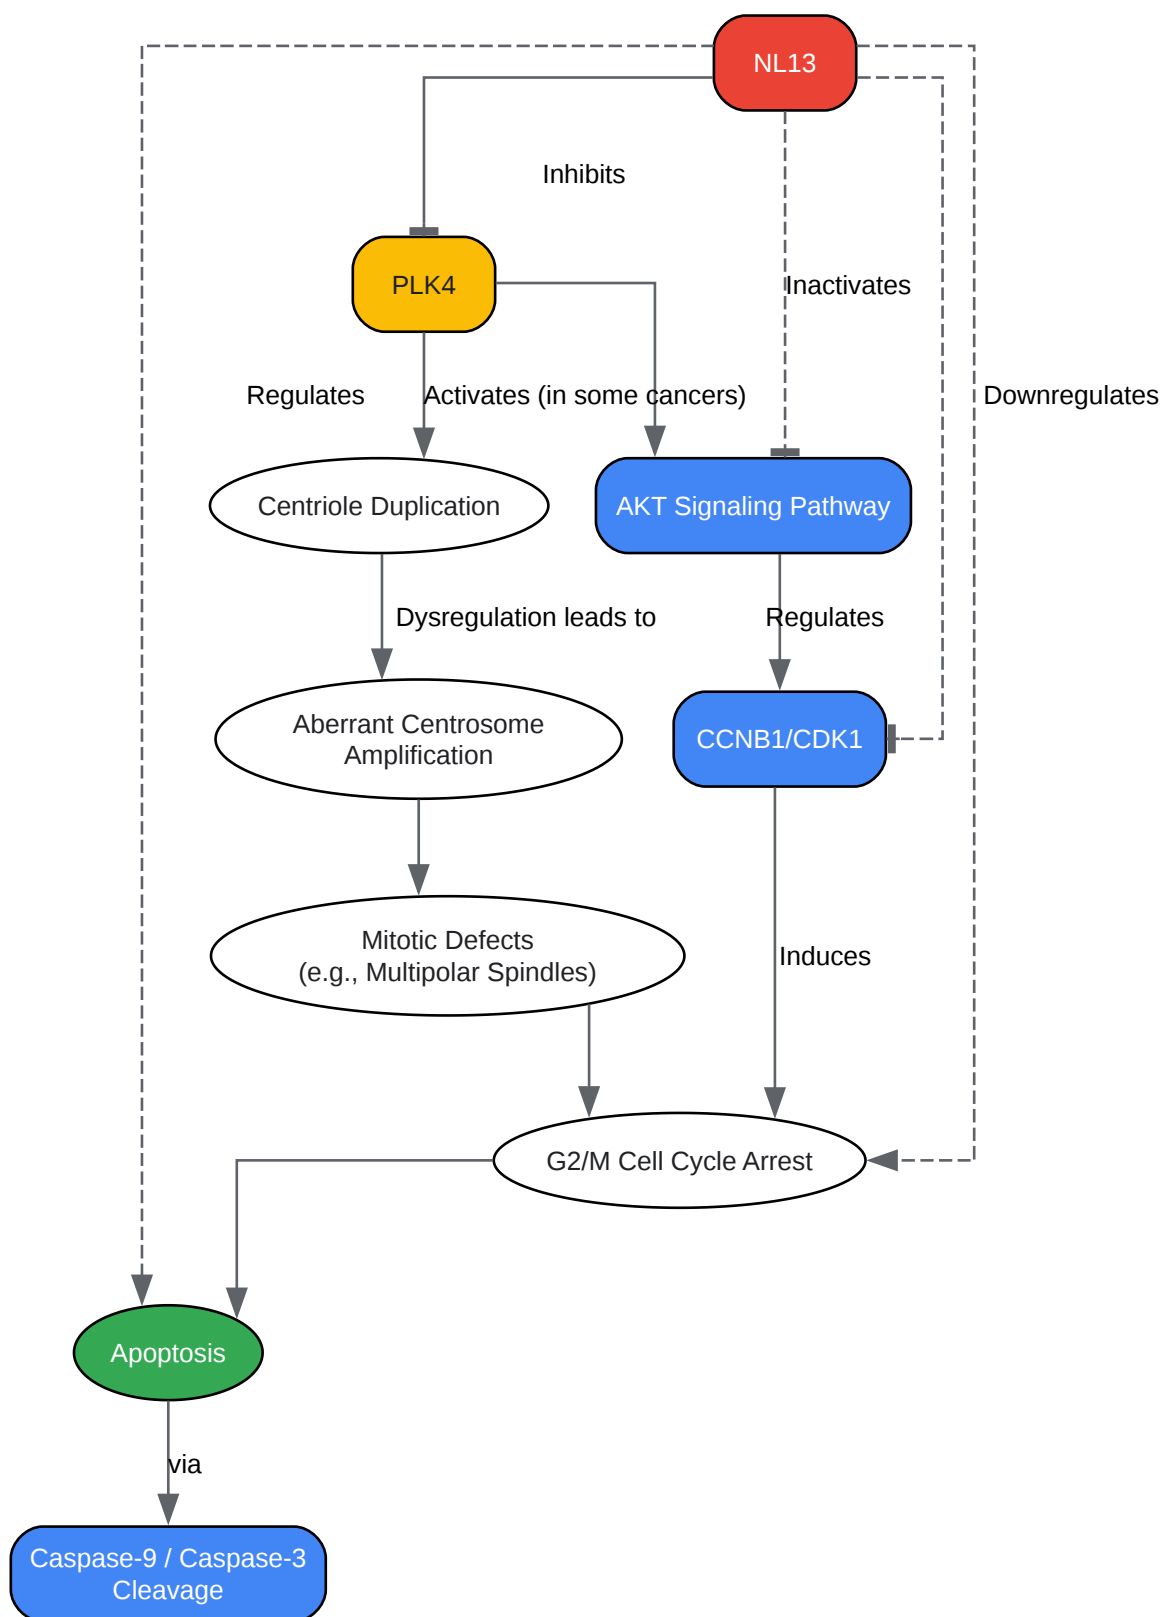 NL13
Inhibits
PLK4
Inactivates
Regulates
Activates (in some cancers)
Downregulates
Centriole Duplication
AKT Signaling Pathway
Dysregulation leads to
Regulates
Aberrant Centrosome
Amplification
CCNB1/CDK1
Mitotic Defects
(e.g., Multipolar Spindles)
Induces
G2/M Cell Cycle Arrest
Apoptosis
via
Caspase-9 / Caspase-3
Cleavage